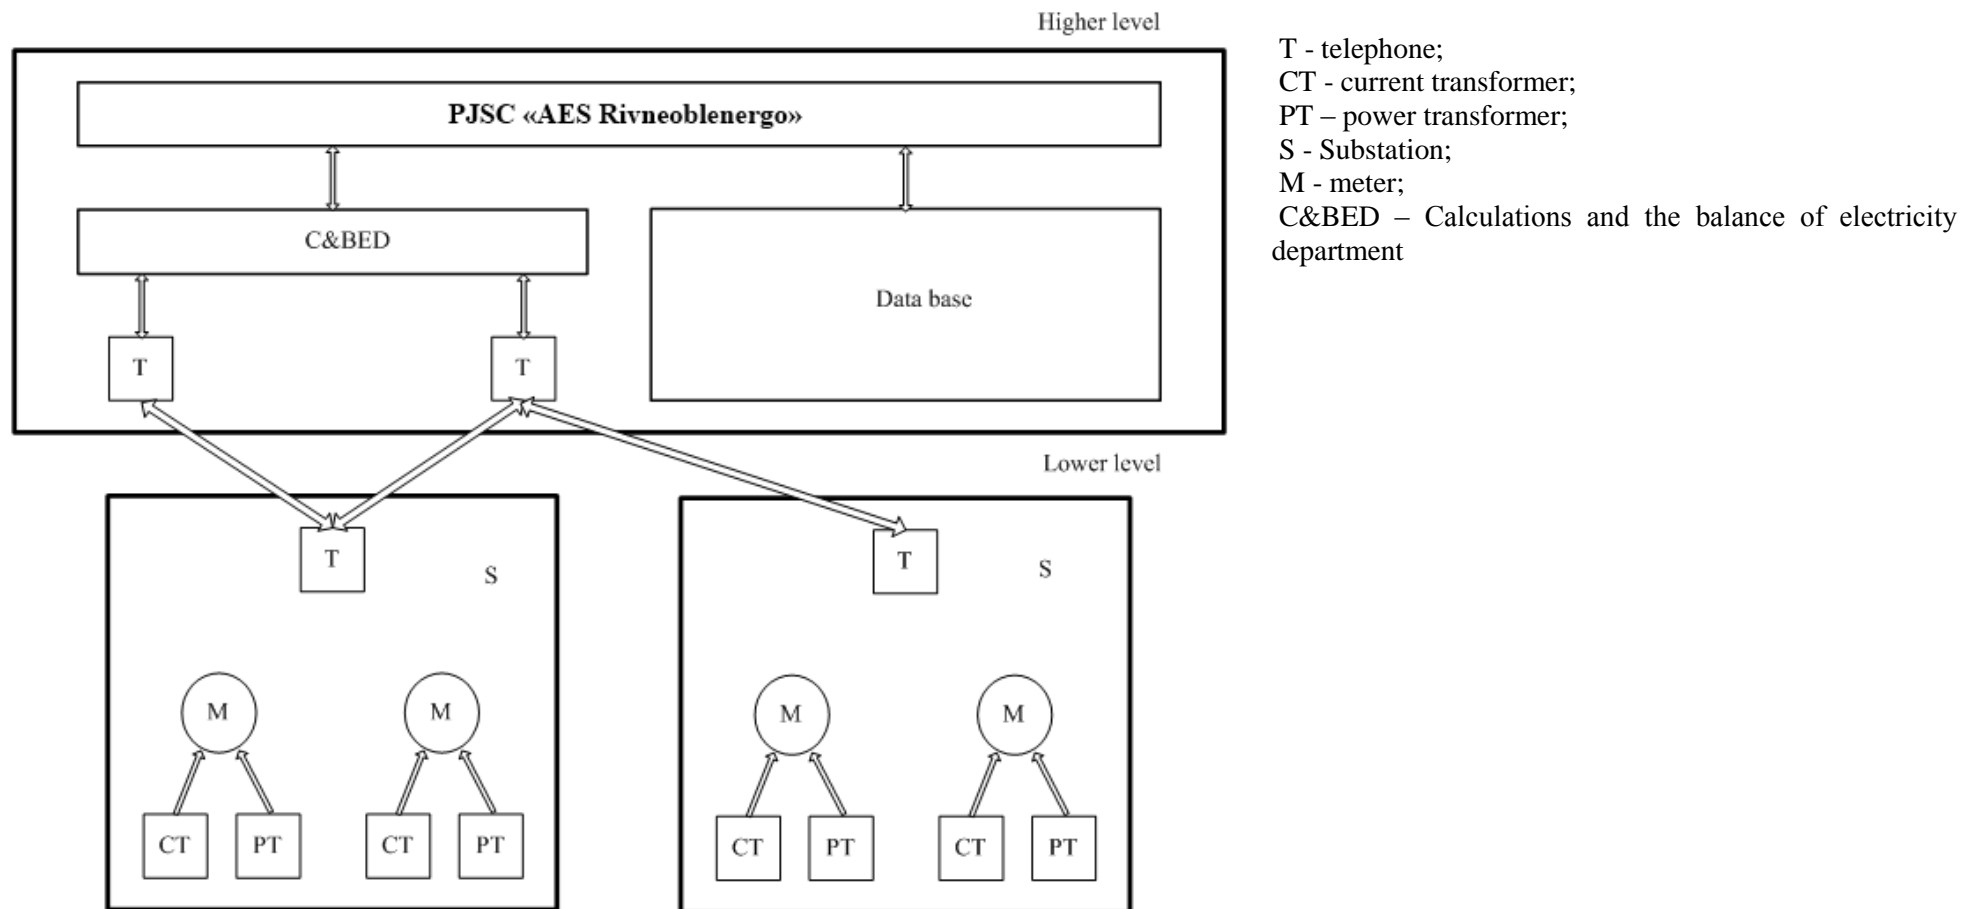 Higher level
PJSC «AES Rivneoblenergo»
C&BED
Data base
T
T
Lower level
T
S
T
S
M
M
M
M
CT
PT
CT
PT
CT
PT
CT
PT
T - telephone;
CT - current transformer;
PT – power transformer;
S - Substation;
M - meter;
C&BED – Calculations and the balance of electricity
department